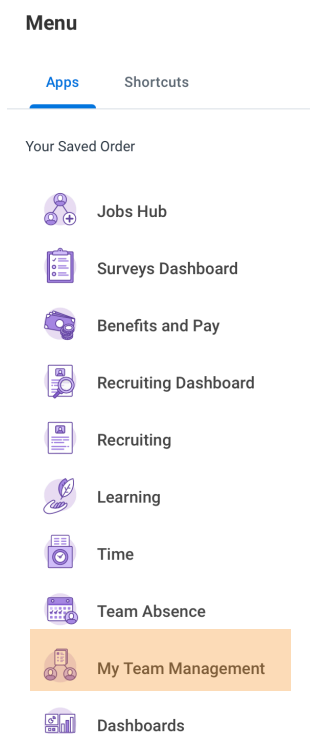 Menu
Apps Shortcuts
Your Saved Order
Jobs Hub
Surveys Dashboard
Benefits and Pay
Recruiting Dashboard
Recruiting
Learning
Time
Team Absence
My Team Management
Dashboards